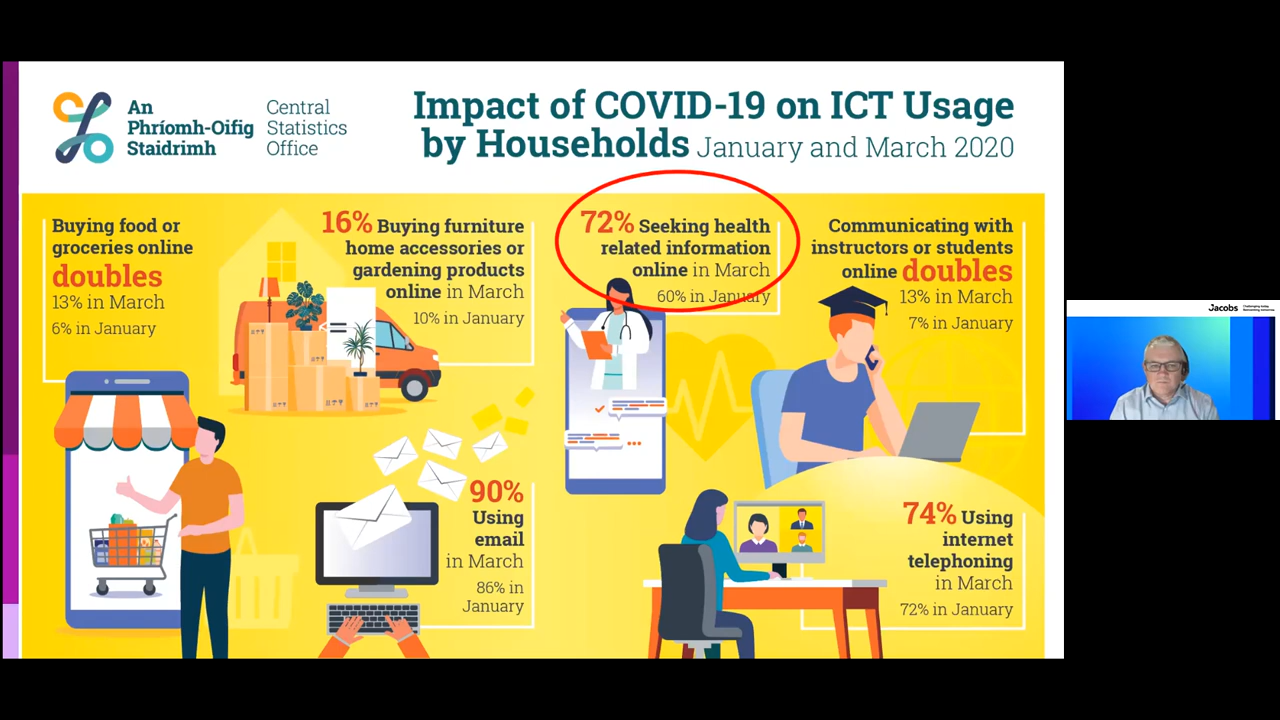 An
Phríomh-Oifig
Staidrimh
Central
Statistics
Office
Impact of COVID-19 on ICT Usage
by Households January and March 2020
Buying food or
groceries online
doubles
13% in March
6% in January
16% Buying furniture
home accessories or
gardening products
online in March
10% in January
72% Seeking health
related information
online in March
60% in January
Communicating with
instructors or students
online doubles
13% in March
7% in January
90%
Using
email
in March
86% in
January
74% Using
internet
telephoning
in March
72% in January
Jacobs
Challenging today.
Reinventing tomorrow.